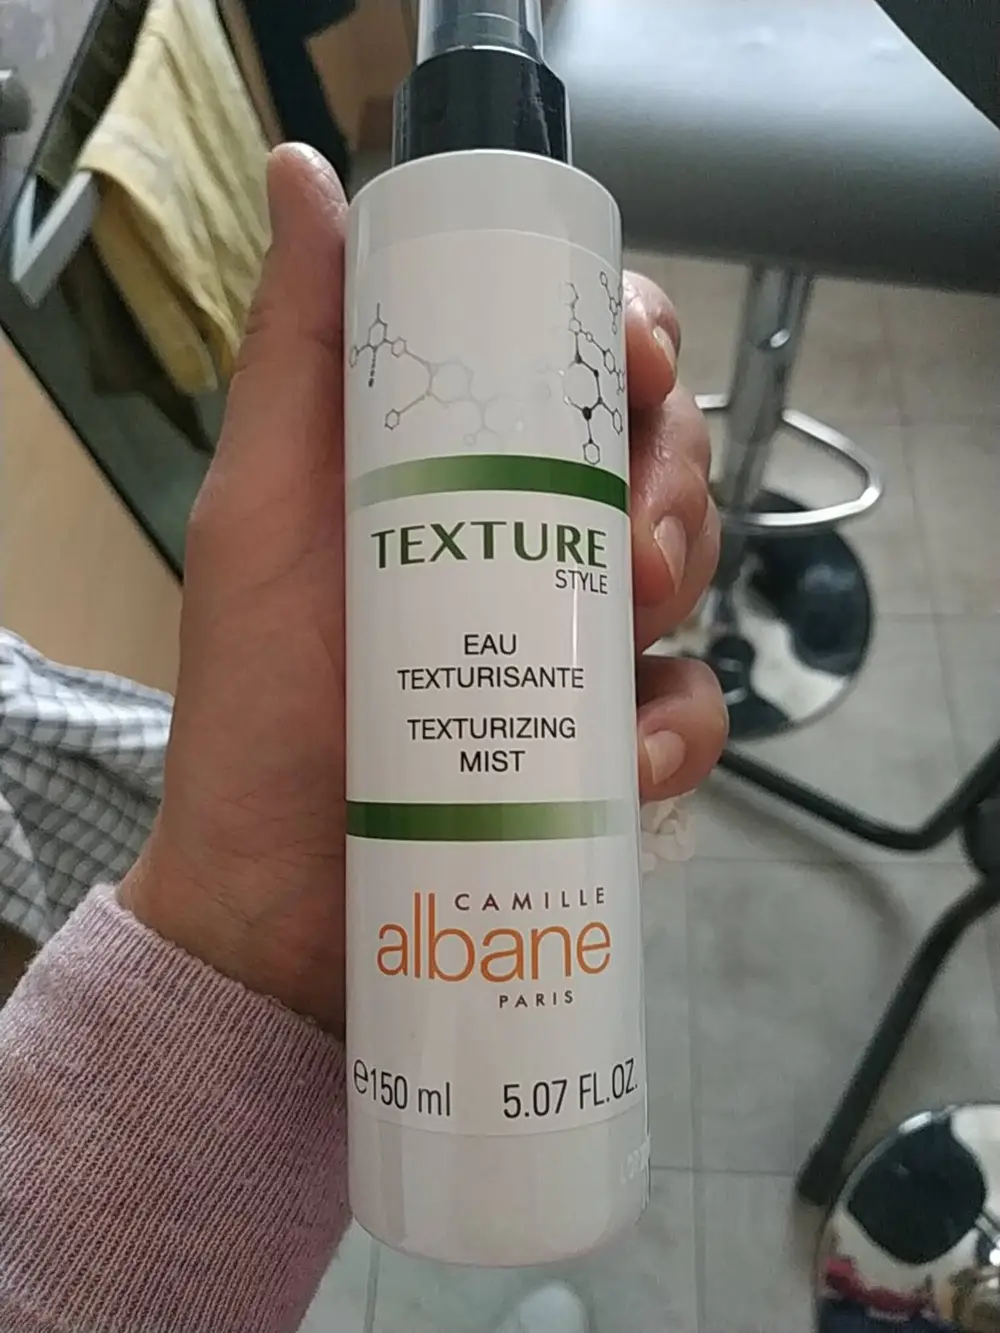 TEXTURE
STYLE
EAU
TEXTURISANTE
TEXTURIZING
MIST
CAMILLE
albane
PARIS
℮150 ml 5.07 FL.OZ.